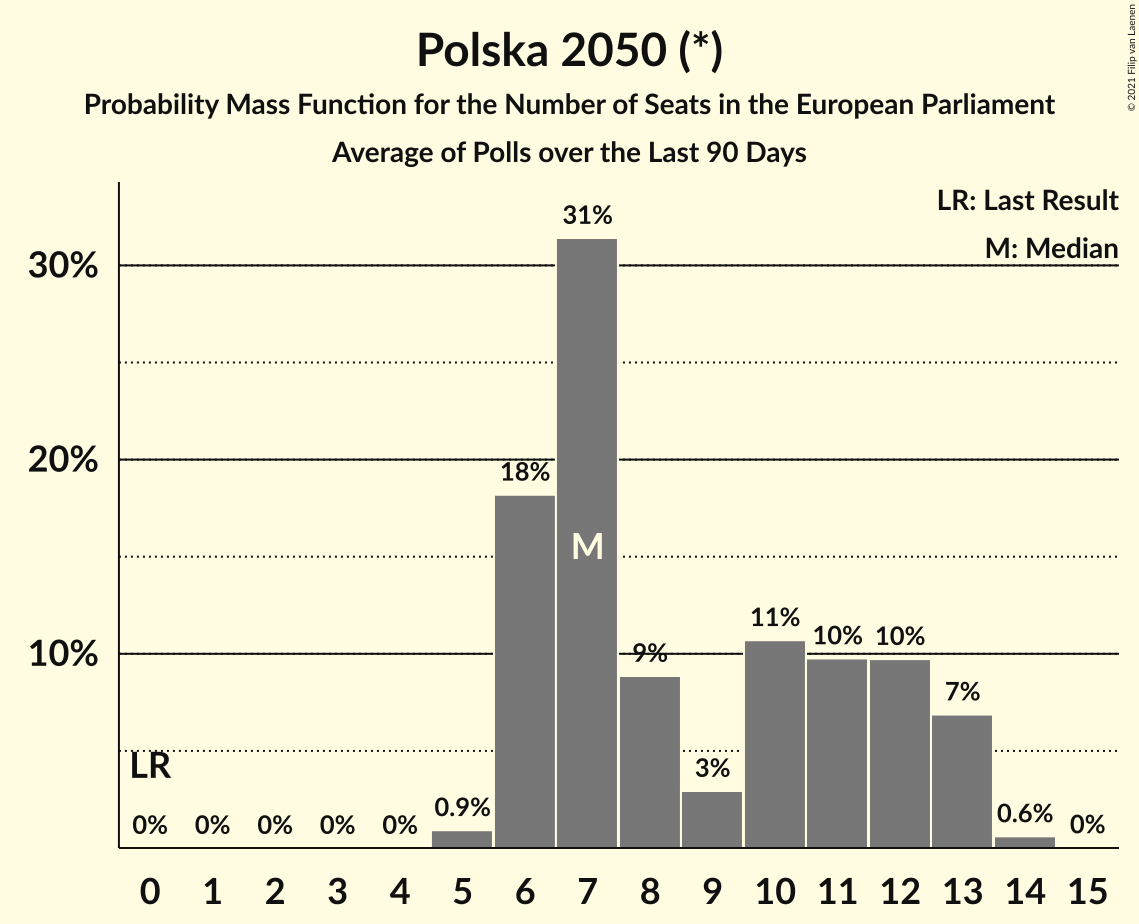 Polska 2050 (*)
Probability Mass Function for the Number of Seats in the European Parliament
Average of Polls over the Last 90 Days
© 2021 Filip van Laenen
LR: Last Result
M: Median
30%
20%
10%
31%
18%
M
9%
3%
11%
10%
10%
7%
LR
0%
0%
0%
0%
0%
0.9%
0.6%
0%
0 1 2 3 4 5 6 7 8 9 10 11 12 13 14 15